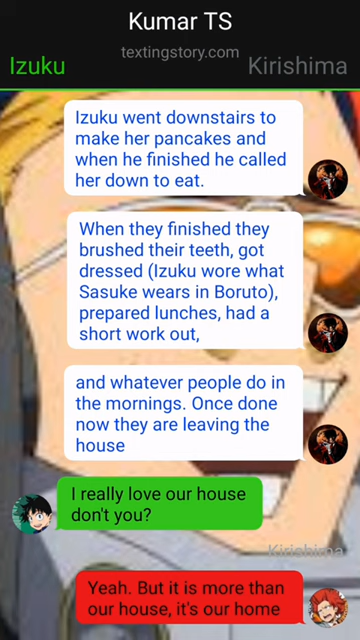 Kumar TS
textingstory.com
Izuku
Kirishima
Izuku went downstairs to
make her pancakes and
when he finished he called
her down to eat.
When they finished they
brushed their teeth, got
dressed (Izuku wore what
Sasuke wears in Boruto),
prepared lunches, had a
short work out,
and whatever people do in
the mornings. Once done
now they are leaving the
house
I really love our house
don't you?
Kirishima
Yeah. But it is more than
our house, it's our home